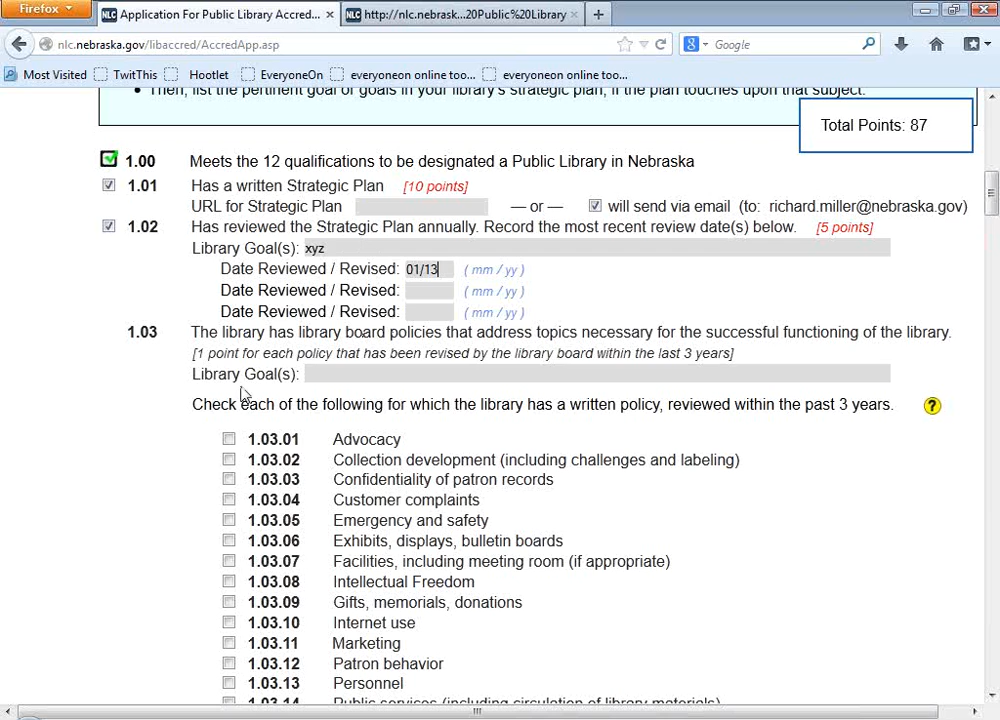 Firefox
Application For Public Library Accred...
http://nlc.nebrask...20Public%20Library
nlc.nebraska.gov/libaccred/AccredApp.asp
Google
Most Visited
TwitThis
Hootlet
EveryoneOn
everyoneon online too...
everyoneon online too...
• Then, list the pertinent goal or goals in your library's strategic plan, if the plan touches upon that subject.
Total Points: 87
1.00 Meets the 12 qualifications to be designated a Public Library in Nebraska
1.01 Has a written Strategic Plan [10 points]
URL for Strategic Plan — or — will send via email (to: richard.miller@nebraska.gov)
1.02 Has reviewed the Strategic Plan annually. Record the most recent review date(s) below. [5 points]
Library Goal(s): xyz
Date Reviewed / Revised: 01/13 ( mm / yy )
Date Reviewed / Revised: ( mm / yy )
Date Reviewed / Revised: ( mm / yy )
1.03 The library has library board policies that address topics necessary for the successful functioning of the library.
[1 point for each policy that has been revised by the library board within the last 3 years]
Library Goal(s):
Check each of the following for which the library has a written policy, reviewed within the past 3 years. ?
1.03.01 Advocacy
1.03.02 Collection development (including challenges and labeling)
1.03.03 Confidentiality of patron records
1.03.04 Customer complaints
1.03.05 Emergency and safety
1.03.06 Exhibits, displays, bulletin boards
1.03.07 Facilities, including meeting room (if appropriate)
1.03.08 Intellectual Freedom
1.03.09 Gifts, memorials, donations
1.03.10 Internet use
1.03.11 Marketing
1.03.12 Patron behavior
1.03.13 Personnel
1.03.14 Public services (including circulation of library materials)